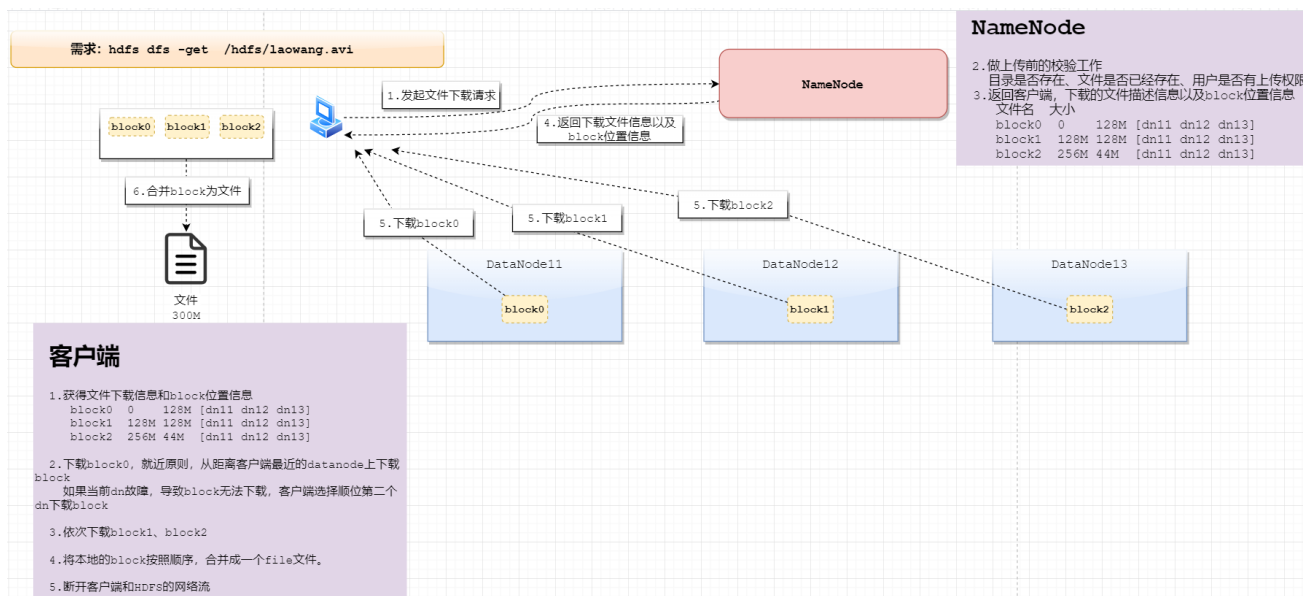 需求：hdfs dfs -get /hdfs/laowang.avi
NameNode
2.做上传前的校验工作
目录是否存在、文件是否已经存在、用户是否有上传权限
3.返回客户端，下载的文件描述信息以及block位置信息
文件名 大小
block0 0 128M [dn11 dn12 dn13]
block1 128M 128M [dn11 dn12 dn13]
block2 256M 44M [dn11 dn12 dn13]
NameNode
1.发起文件下载请求
4.返回下载文件信息以及
block位置信息
block0 block1 block2
6.合并block为文件
文件
300M
5.下载block0
5.下载block1
5.下载block2
DataNode11
block0
DataNode12
block1
DataNode13
block2
客户端
1.获得文件下载信息和block位置信息
block0 0 128M [dn11 dn12 dn13]
block1 128M 128M [dn11 dn12 dn13]
block2 256M 44M [dn11 dn12 dn13]
2.下载block0，就近原则，从距离客户端最近的datanode上下载
block
如果当前dn故障，导致block无法下载，客户端选择顺位第二个
dn下载block
3.依次下载block1、block2
4.将本地的block按照顺序，合并成一个file文件。
5.断开客户端和HDFS的网络流